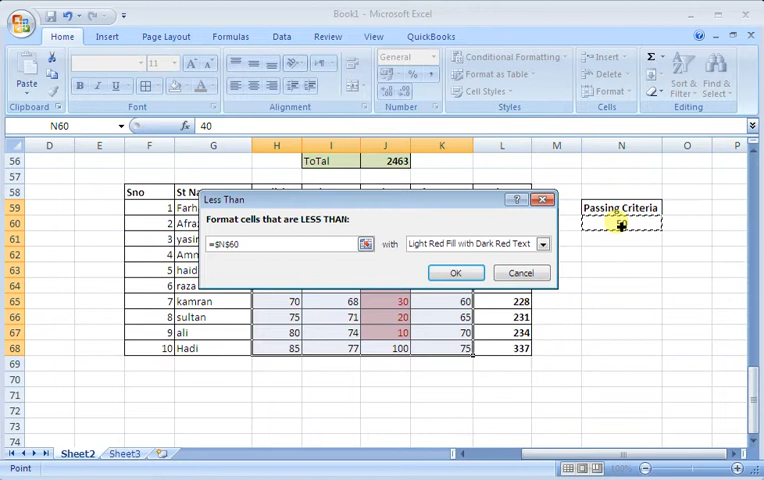 Book1 - Microsoft Excel
Home Insert Page Layout Formulas Data Review View QuickBooks
Paste
11
General
Conditional Formatting
Format as Table
Cell Styles
Insert
Delete
Format
Sort & Filter
Find & Select
Clipboard Font Alignment Number Styles Cells Editing
N60 fx 40
D E F G H I J K L M N O P
56 ToTal 2463
57
58 Sno St Na
59 1 Farh Passing Criteria
60 2 Afra
61 3 yasir
62 4 Amm
63 5 haid
64 6 raza
65 7 kamran 70 68 30 60 228
66 8 sultan 75 71 20 65 231
67 9 ali 80 74 10 70 234
68 10 Hadi 85 77 100 75 337
69
70
71
72
73
74
Less Than
Format cells that are LESS THAN:
=$N$60 with Light Red Fill with Dark Red Text
OK Cancel
Sheet2 Sheet3
Point 100%